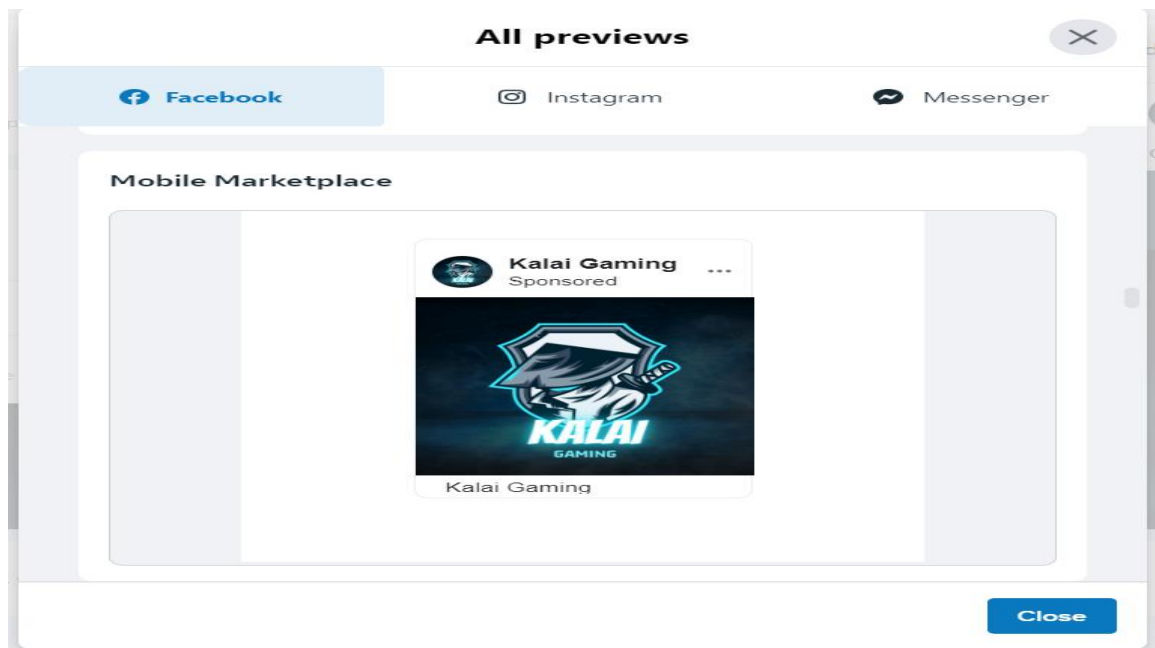 All previews
Facebook
Instagram
Messenger
Mobile Marketplace
Kalai Gaming
Sponsored
KALAI
GAMING
Kalai Gaming
Close